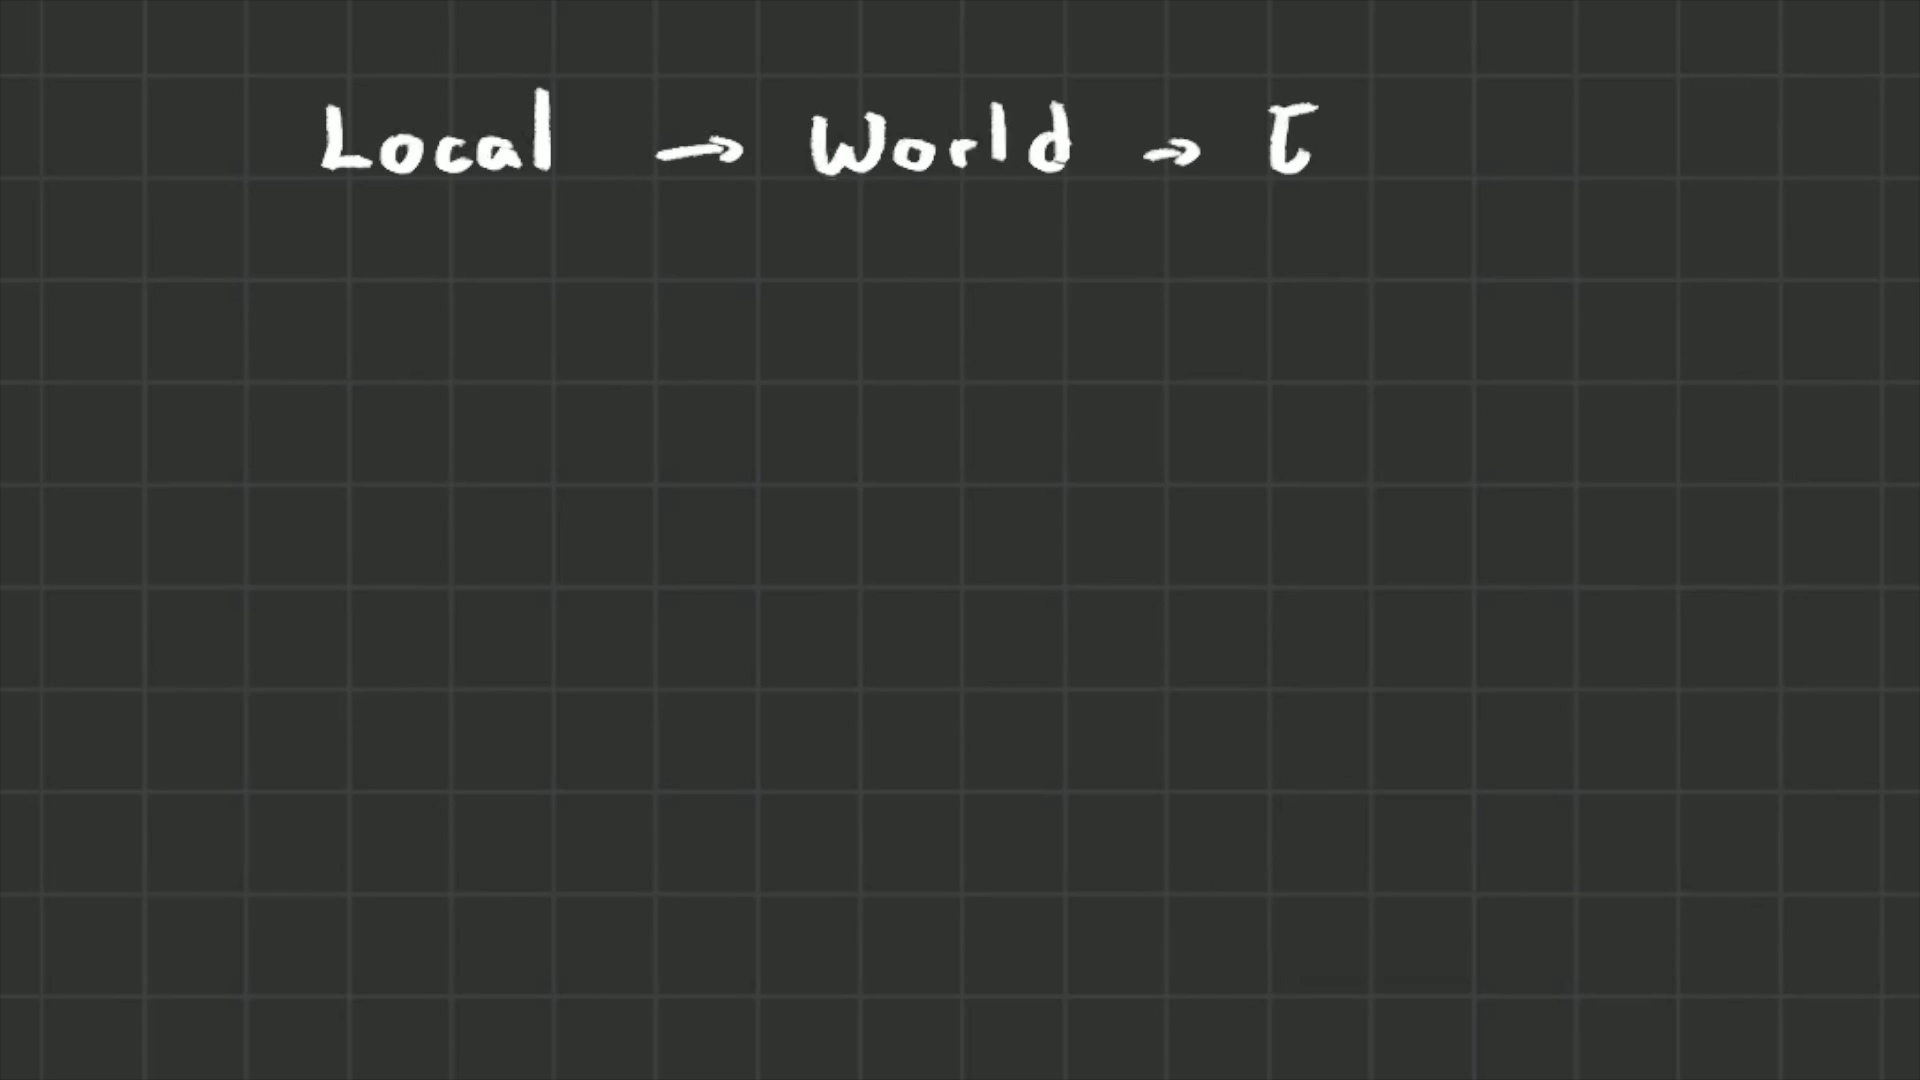 Local → World →